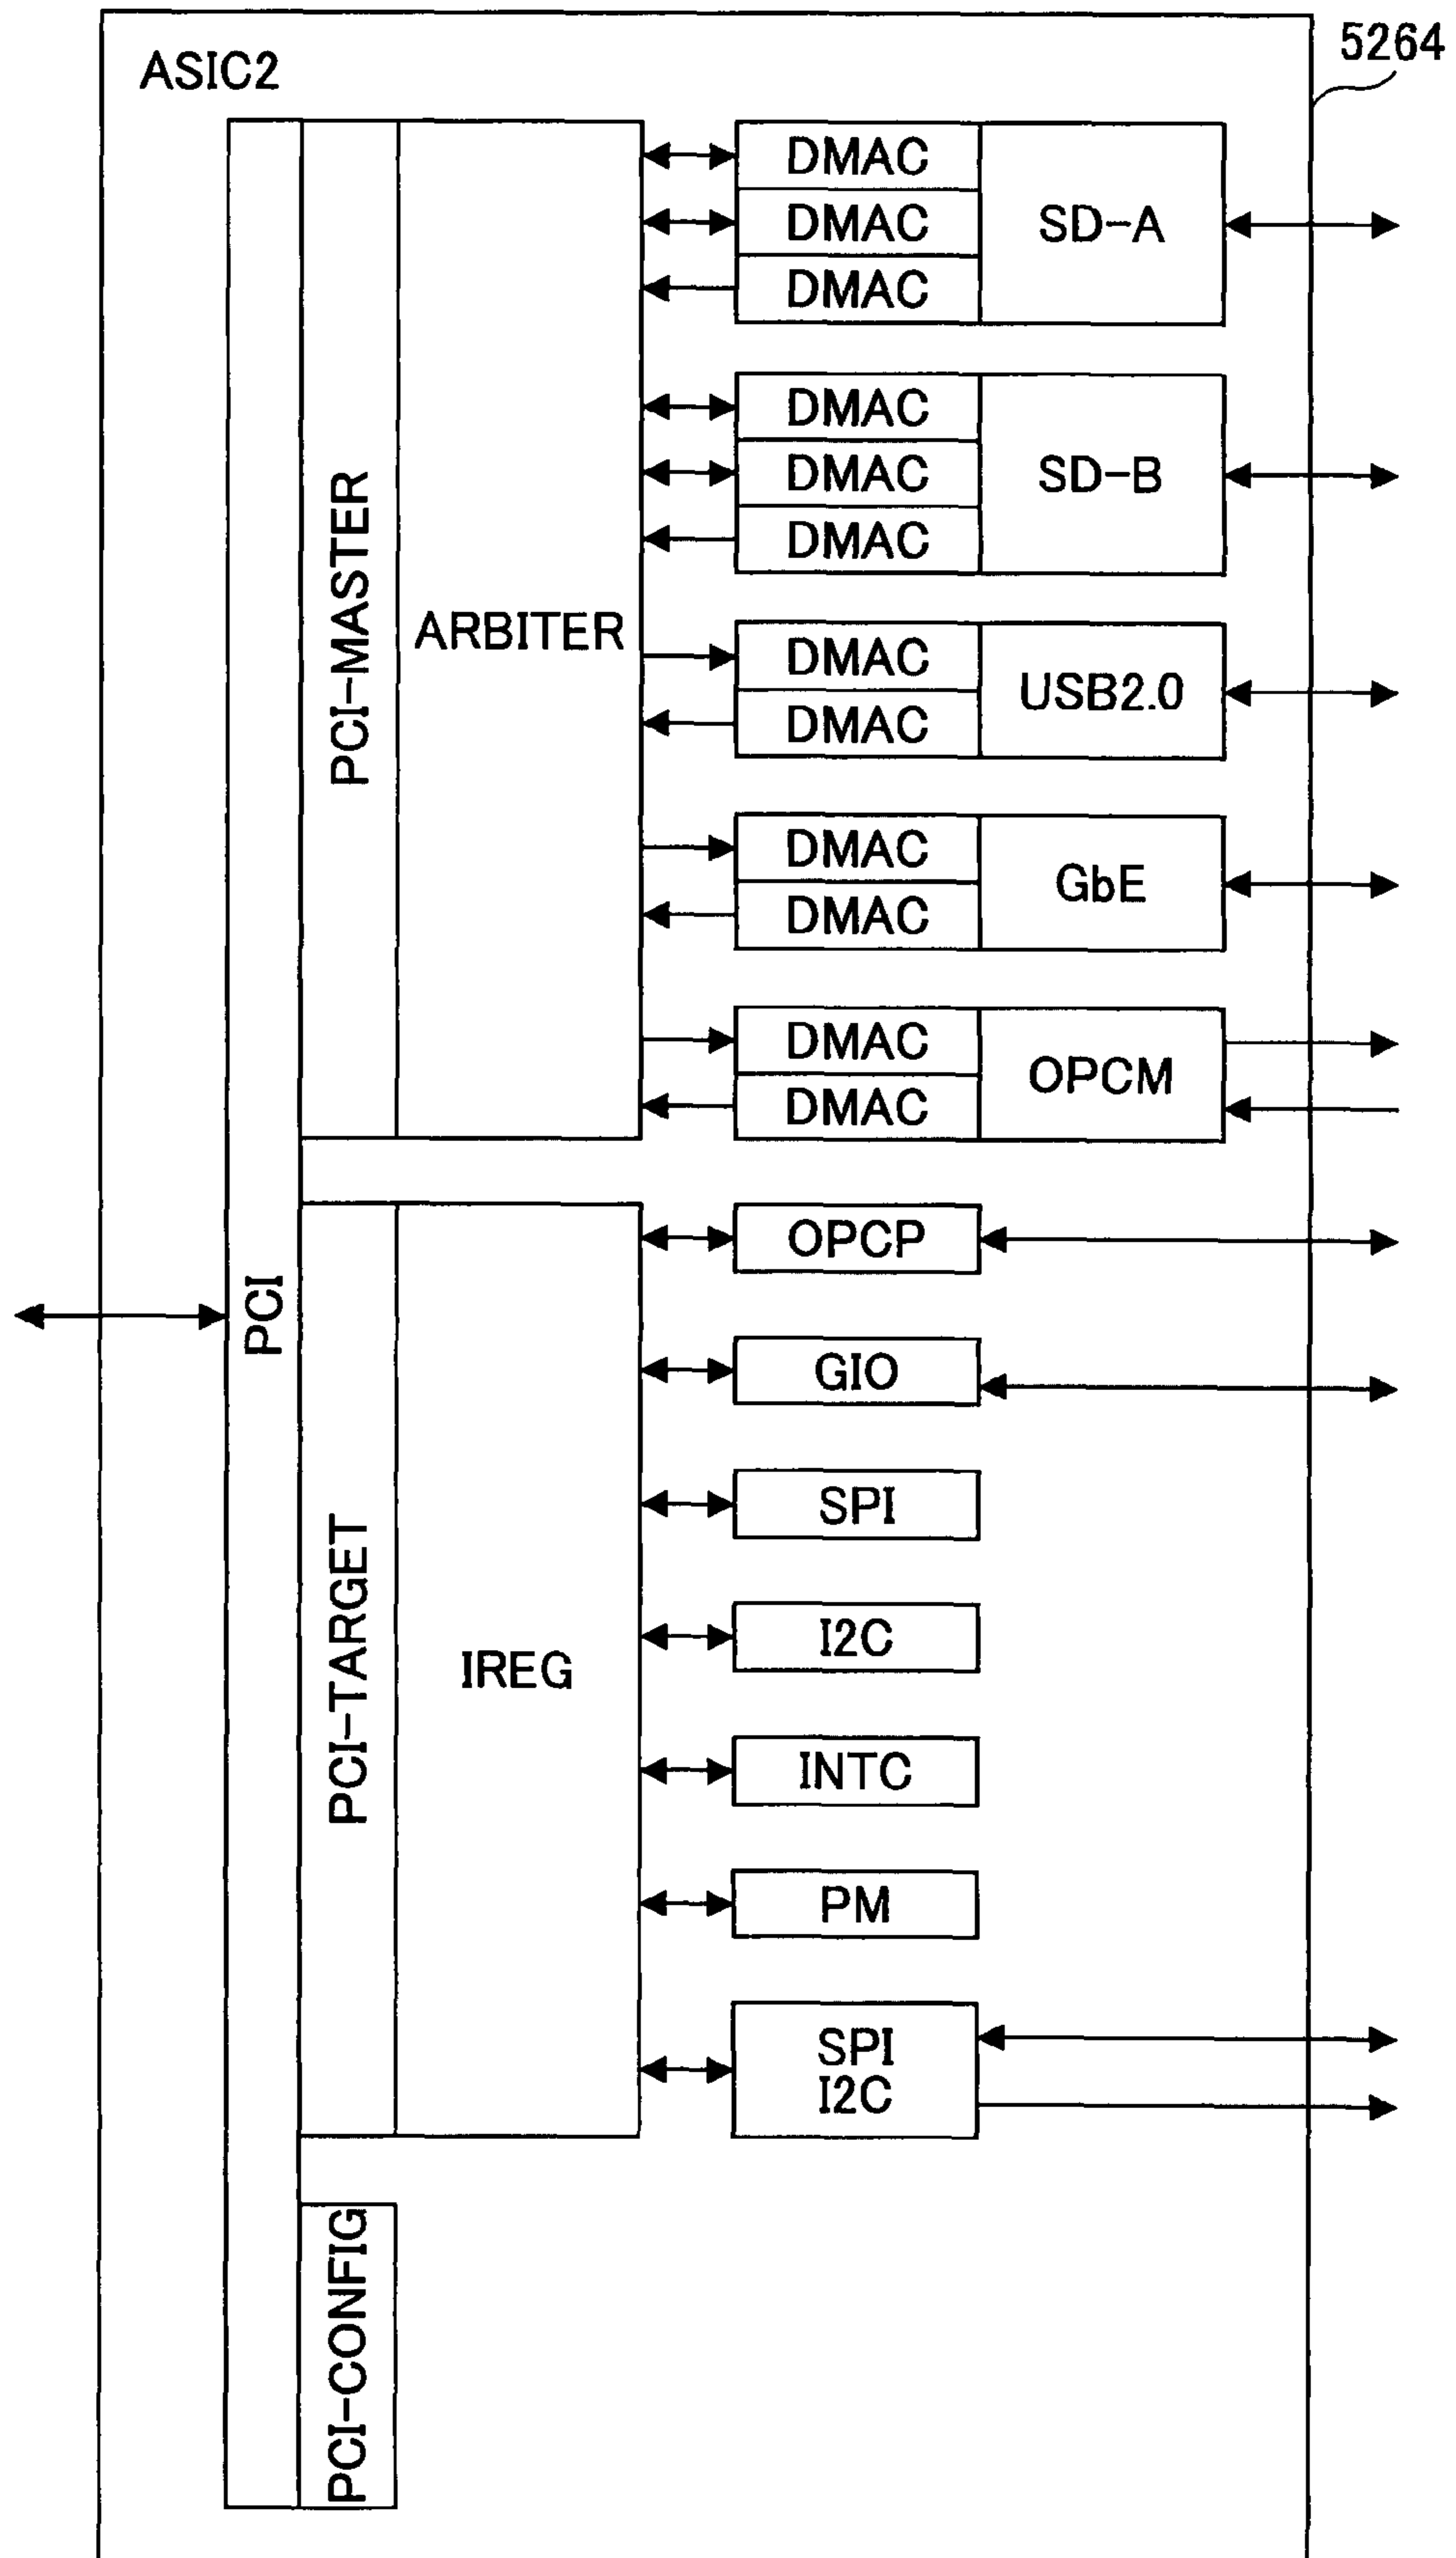 5264
ASIC2
PCI
PCI-MASTER
ARBITER
DMAC
DMAC
DMAC
SD-A
DMAC
DMAC
DMAC
SD-B
DMAC
DMAC
USB2.0
DMAC
DMAC
GbE
DMAC
DMAC
OPCM
PCI-TARGET
IREG
OPCP
GIO
SPI
I2C
INTC
PM
SPI
I2C
PCI-CONFIG